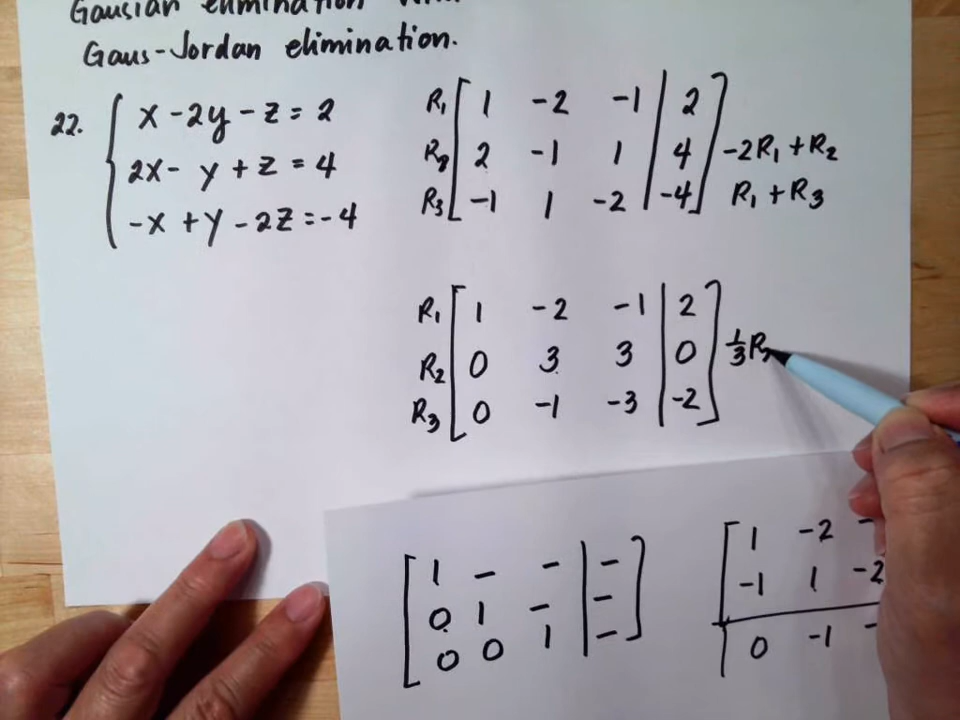 Gausian elimination
Gaus-Jordan elimination.
22. { x - 2y - z = 2
2x - y + z = 4
-x + y - 2z = -4
R₁ [ 1 -2 -1 | 2 ]
R₂ 2 -1 1 | 4 -2R₁ + R₂
R₃ -1 1 -2 | -4 R₁ + R₃
R₁ [ 1 -2 -1 | 2 ]
R₂ 0 3 3 | 0 ⅓R
R₃ 0 -1 -3 | -2
[ 1 - - | - ]
0 1 - | -
0 0 1 | -
[ 1 -2 -
-1 1 -2
0 -1 -